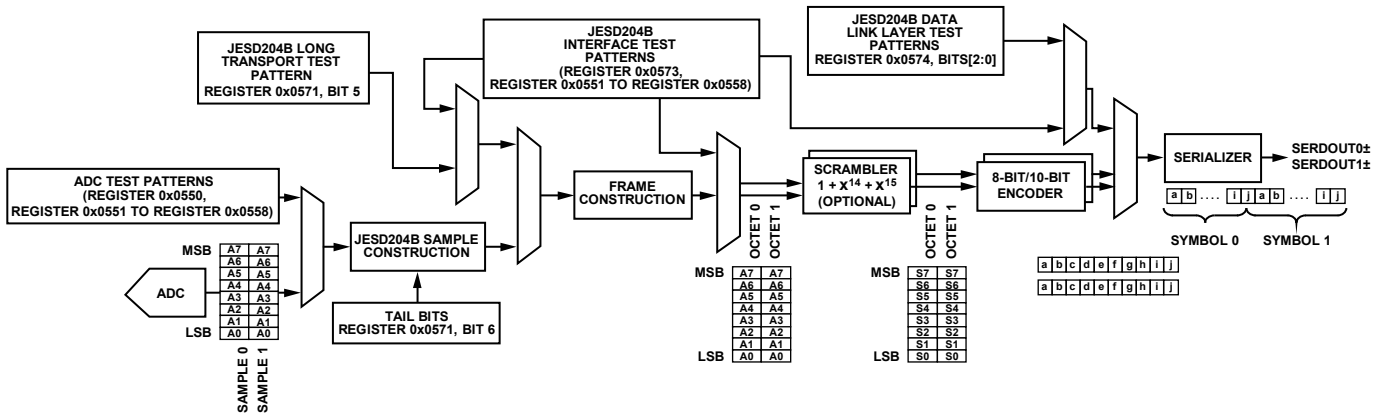 JESD204B LONG
TRANSPORT TEST
PATTERN
REGISTER 0x0571, BIT 5
JESD204B
INTERFACE TEST
PATTERNS
(REGISTER 0x0573,
REGISTER 0x0551 TO REGISTER 0x0558)
JESD204B DATA
LINK LAYER TEST
PATTERNS
REGISTER 0x0574, BITS[2:0]
ADC TEST PATTERNS
(REGISTER 0x0550,
REGISTER 0x0551 TO REGISTER 0x0558)
ADC
MSB
A7 A7
A6 A6
A5 A5
A4 A4
A3 A3
A2 A2
A1 A1
LSB
A0 A0
SAMPLE 0
SAMPLE 1
JESD204B SAMPLE
CONSTRUCTION
TAIL BITS
REGISTER 0x0571, BIT 6
FRAME
CONSTRUCTION
OCTET 0
OCTET 1
MSB
A7 A7
A6 A6
A5 A5
A4 A4
A3 A3
A2 A2
A1 A1
LSB
A0 A0
SCRAMBLER
1 + X14 + X15
(OPTIONAL)
OCTET 0
OCTET 1
MSB
S7 S7
S6 S6
S5 S5
S4 S4
S3 S3
S2 S2
S1 S1
LSB
S0 S0
8-BIT/10-BIT
ENCODER
a b c d e f g h i j
a b c d e f g h i j
SERIALIZER
SERDOUT0±
SERDOUT1±
a b . . . . i j a b . . . . i j
SYMBOL 0 SYMBOL 1